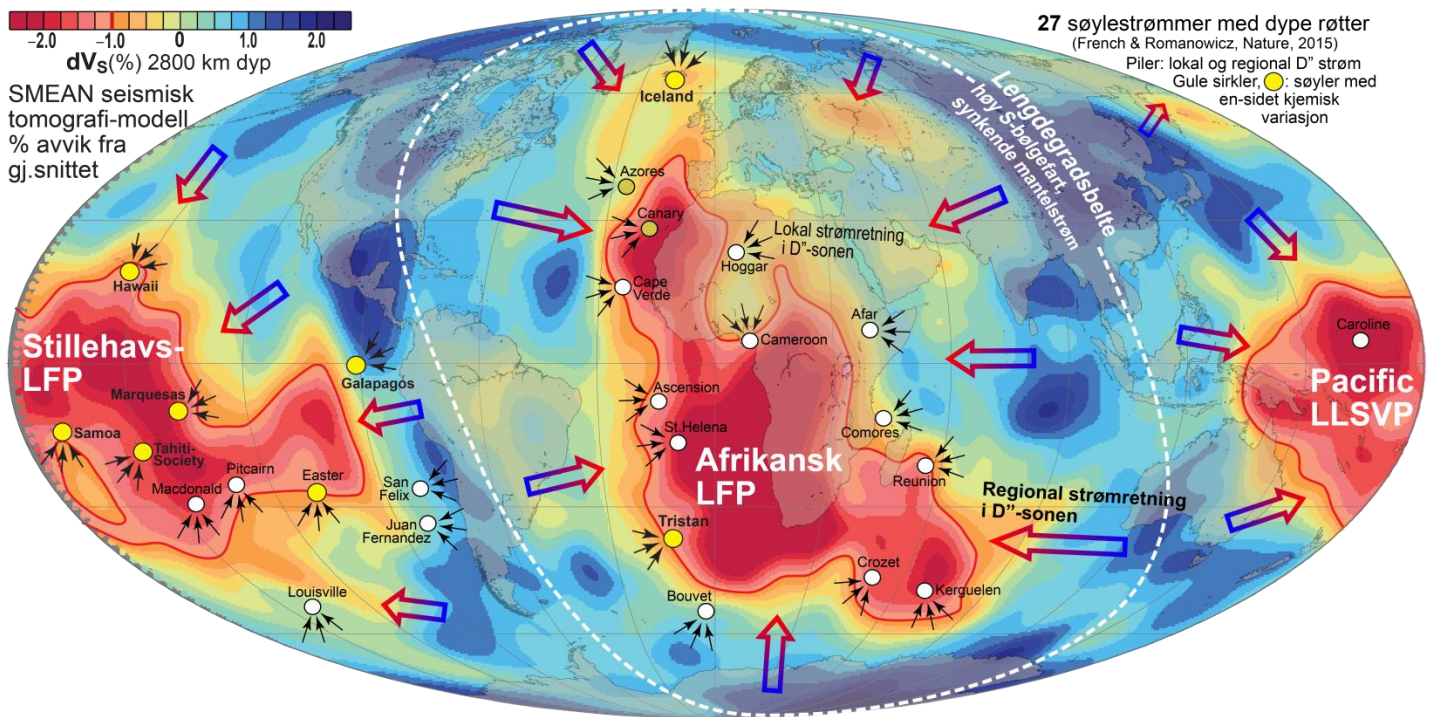 –2.0 –1.0 0 1.0 2.0
dVs(%) 2800 km dyp
SMEAN seismisk
tomografi-modell
% avvik fra
gj.snittet
27 søylestrømmer med dype røtter
(French & Romanowicz, Nature, 2015)
Piler: lokal og regional D” strøm
Gule sirkler, : søyler med
en-sidet kjemisk
variasjon
Lengdegradsbelte
høy S-bølgefart,
synkende mantelstrøm
Iceland
Azores
Canary
Lokal strømretning
i D”-sonen
Hoggar
Hawaii
Cape
Verde
Afar
Cameroon
Caroline
Stillehavs-
LFP
Galapagos
Pacific
LLSVP
Marquesas
Ascension
Samoa
Tahiti-
Society
St.Helena
Comores
Afrikansk
LFP
Pitcairn
Macdonald
Easter
San
Felix
Reunion
Juan
Fernandez
Regional strømretning
i D”-sonen
Tristan
Crozet
Kerguelen
Louisville
Bouvet